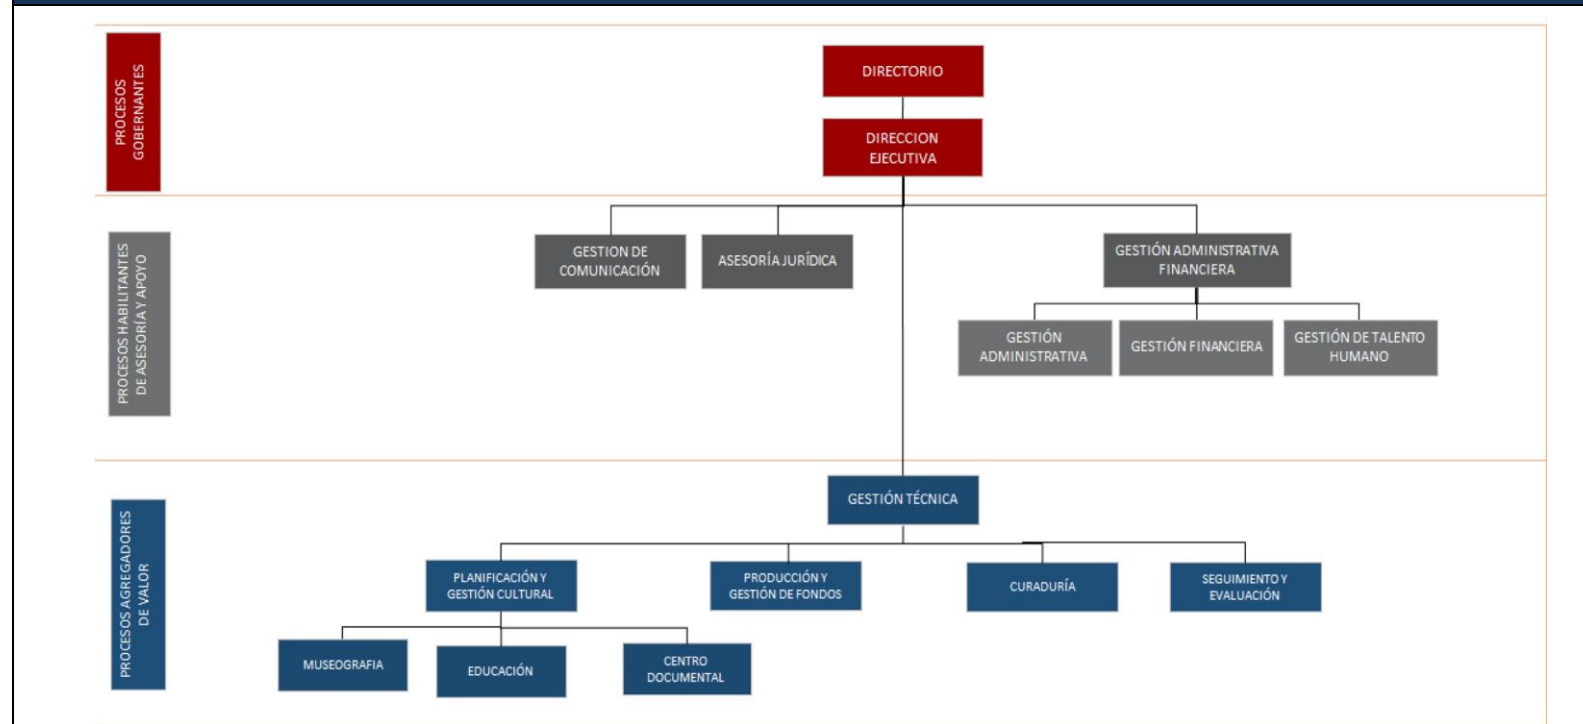 PROCESOS
GOBERNANTES
DIRECTORIO
DIRECCION
EJECUTIVA
PROCESOS HABILITANTES
DE ASESORÍA Y APOYO
GESTION DE
COMUNICACIÓN
ASESORÍA JURÍDICA
GESTIÓN ADMINISTRATIVA
FINANCIERA
GESTIÓN
ADMINISTRATIVA
GESTIÓN FINANCIERA
GESTIÓN DE TALENTO
HUMANO
PROCESOS AGREGADORES
DE VALOR
GESTIÓN TÉCNICA
PLANIFICACIÓN Y
GESTIÓN CULTURAL
PRODUCCIÓN Y
GESTIÓN DE FONDOS
CURADURÍA
SEGUIMIENTO Y
EVALUACIÓN
MUSEOGRAFIA
EDUCACIÓN
CENTRO
DOCUMENTAL